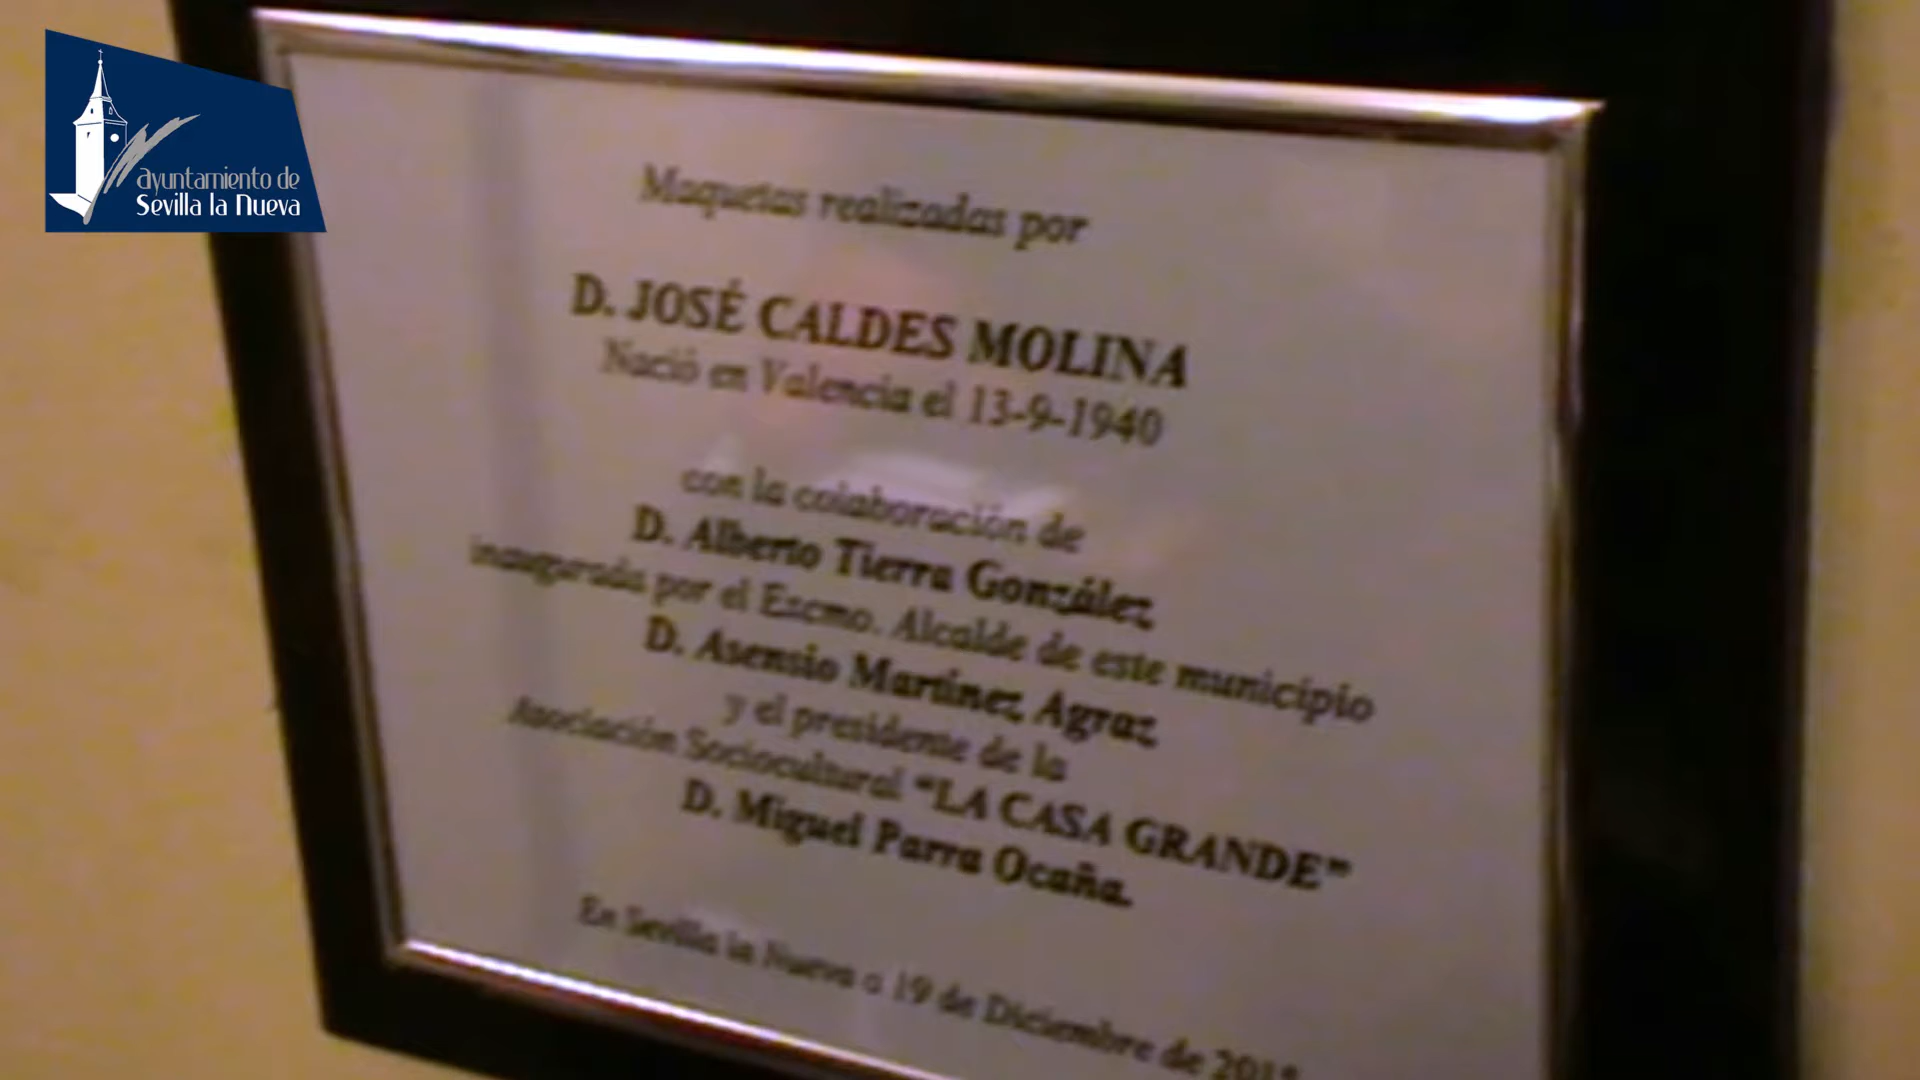 ayuntamiento de
Sevilla la Nueva
Maquetas realizadas por
D. JOSÉ CALDES MOLINA
Nació en Valencia el 13-9-1940
con la colaboración de
D. Alberto Tierra González
inaugurada por el Excmo. Alcalde de este municipio
D. Asensio Martínez Agraz
y el presidente de la
Asociación Sociocultural "LA CASA GRANDE"
D. Miguel Parra Ocaña.
En Sevilla la Nueva a 19 de Diciembre de